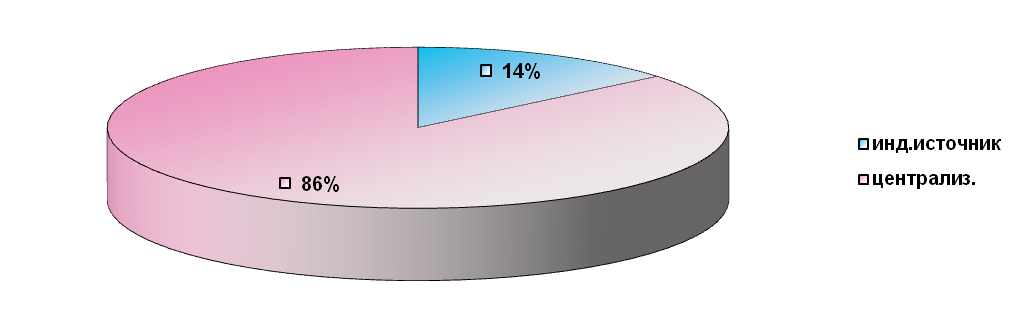 14%
86%
инд.источник
централиз.